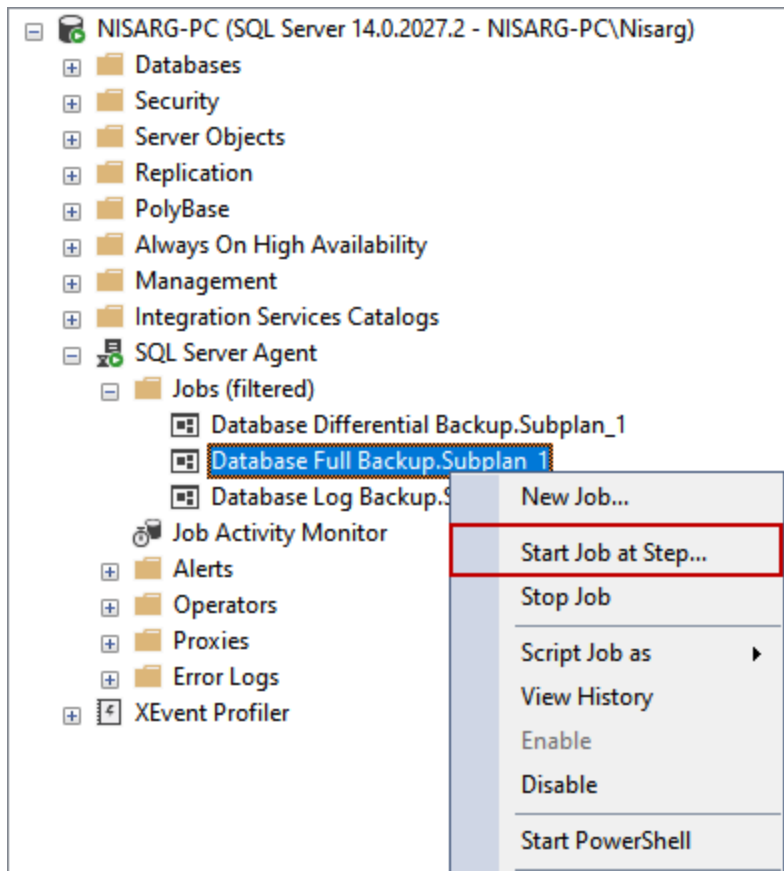 NISARG-PC (SQL Server 14.0.2027.2 - NISARG-PC\Nisarg)
Databases
Security
Server Objects
Replication
PolyBase
Always On High Availability
Management
Integration Services Catalogs
SQL Server Agent
Jobs (filtered)
Database Differential Backup.Subplan_1
Database Full Backup.Subplan_1
Database Log Backup.S
Job Activity Monitor
Alerts
Operators
Proxies
Error Logs
XEvent Profiler
New Job...
Start Job at Step...
Stop Job
Script Job as
View History
Enable
Disable
Start PowerShell